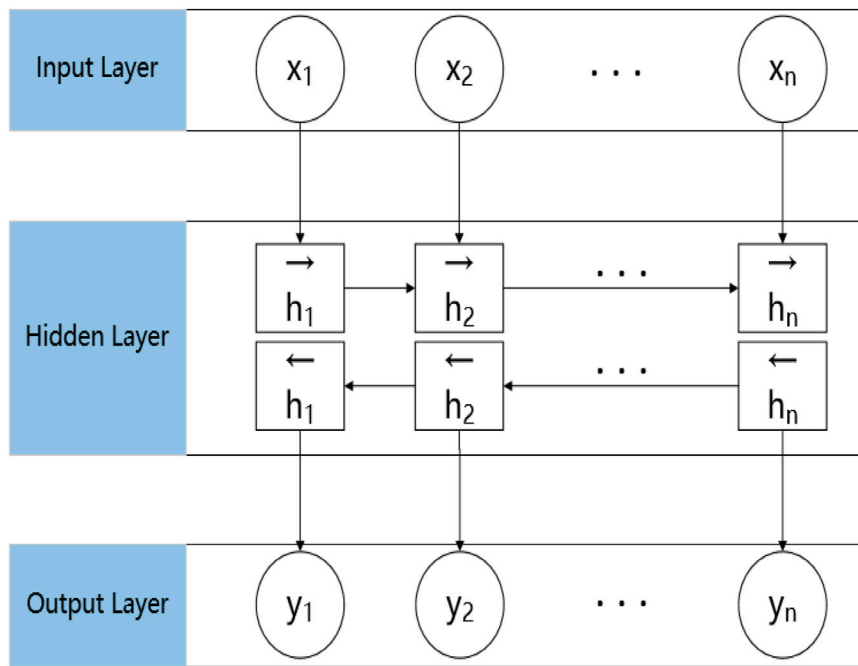 Input Layer
x₁ x₂ . . . xₙ
Hidden Layer
→ → . . . →
h₁ h₂ hₙ
← ← . . . ←
h₁ h₂ hₙ
Output Layer
y₁ y₂ . . . yₙ